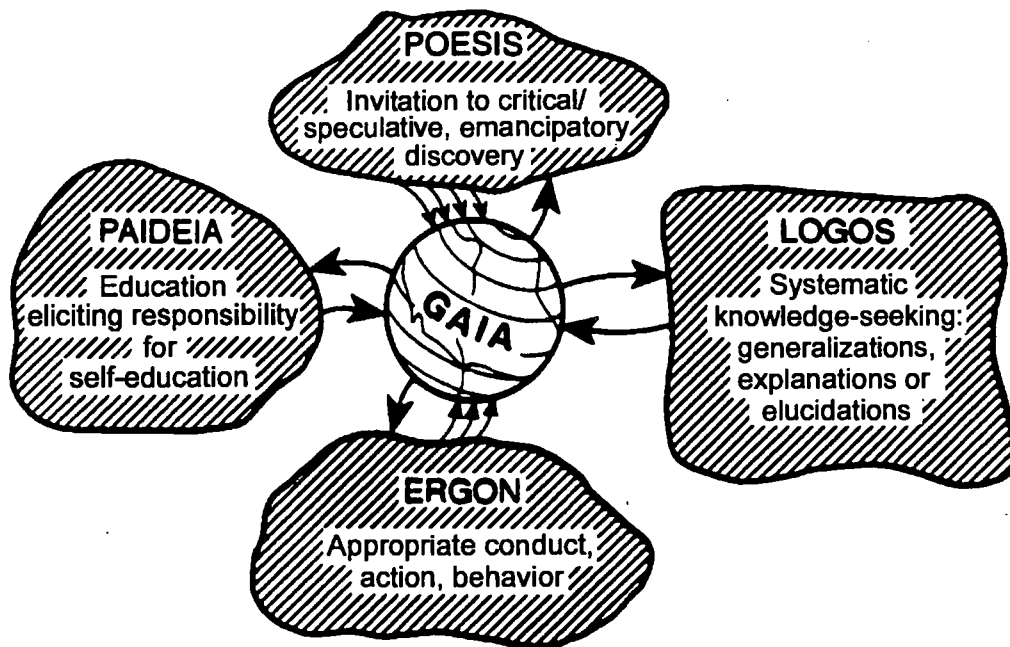 POESIS
Invitation to critical/
speculative, emancipatory
discovery
PAIDEIA
Education
eliciting responsibility
for
self-education
GAIA
LOGOS
Systematic
knowledge-seeking:
generalizations,
explanations or
elucidations
ERGON
Appropriate conduct,
action, behavior